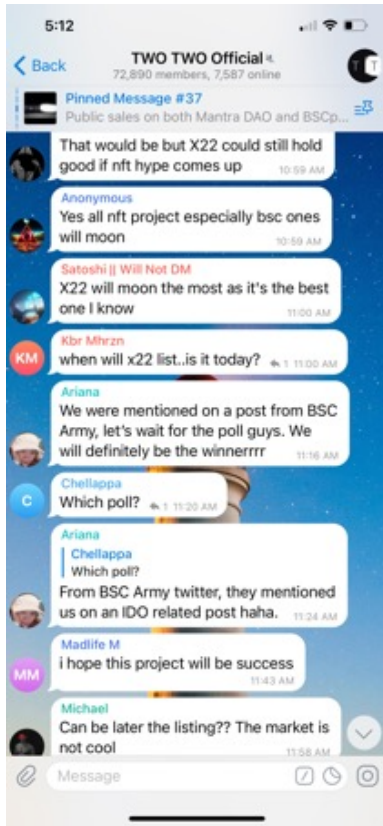 5:12
Back
TWO TWO Official
72,890 members, 7,587 online
T T
Pinned Message #37
Public sales on both Mantra DAO and BSCp...
That would be but X22 could still hold
good if nft hype comes up
10:59 AM
Anonymous
Yes all nft project especially bsc ones
will moon
10:59 AM
Satoshi || Will Not DM
X22 will moon the most as it's the best
one I know
11:00 AM
KM
Kbr Mhrzn
when will x22 list..is it today?
1 11:00 AM
Ariana
We were mentioned on a post from BSC
Army, let's wait for the poll guys. We
will definitely be the winnerrrr
11:16 AM
C
Chellappa
Which poll?
1 11:20 AM
Ariana
Chellappa
Which poll?
From BSC Army twitter, they mentioned
us on an IDO related post haha.
11:24 AM
MM
Madlife M
i hope this project will be success
11:43 AM
Michael
Can be later the listing?? The market is
not cool
11:58 AM
Message